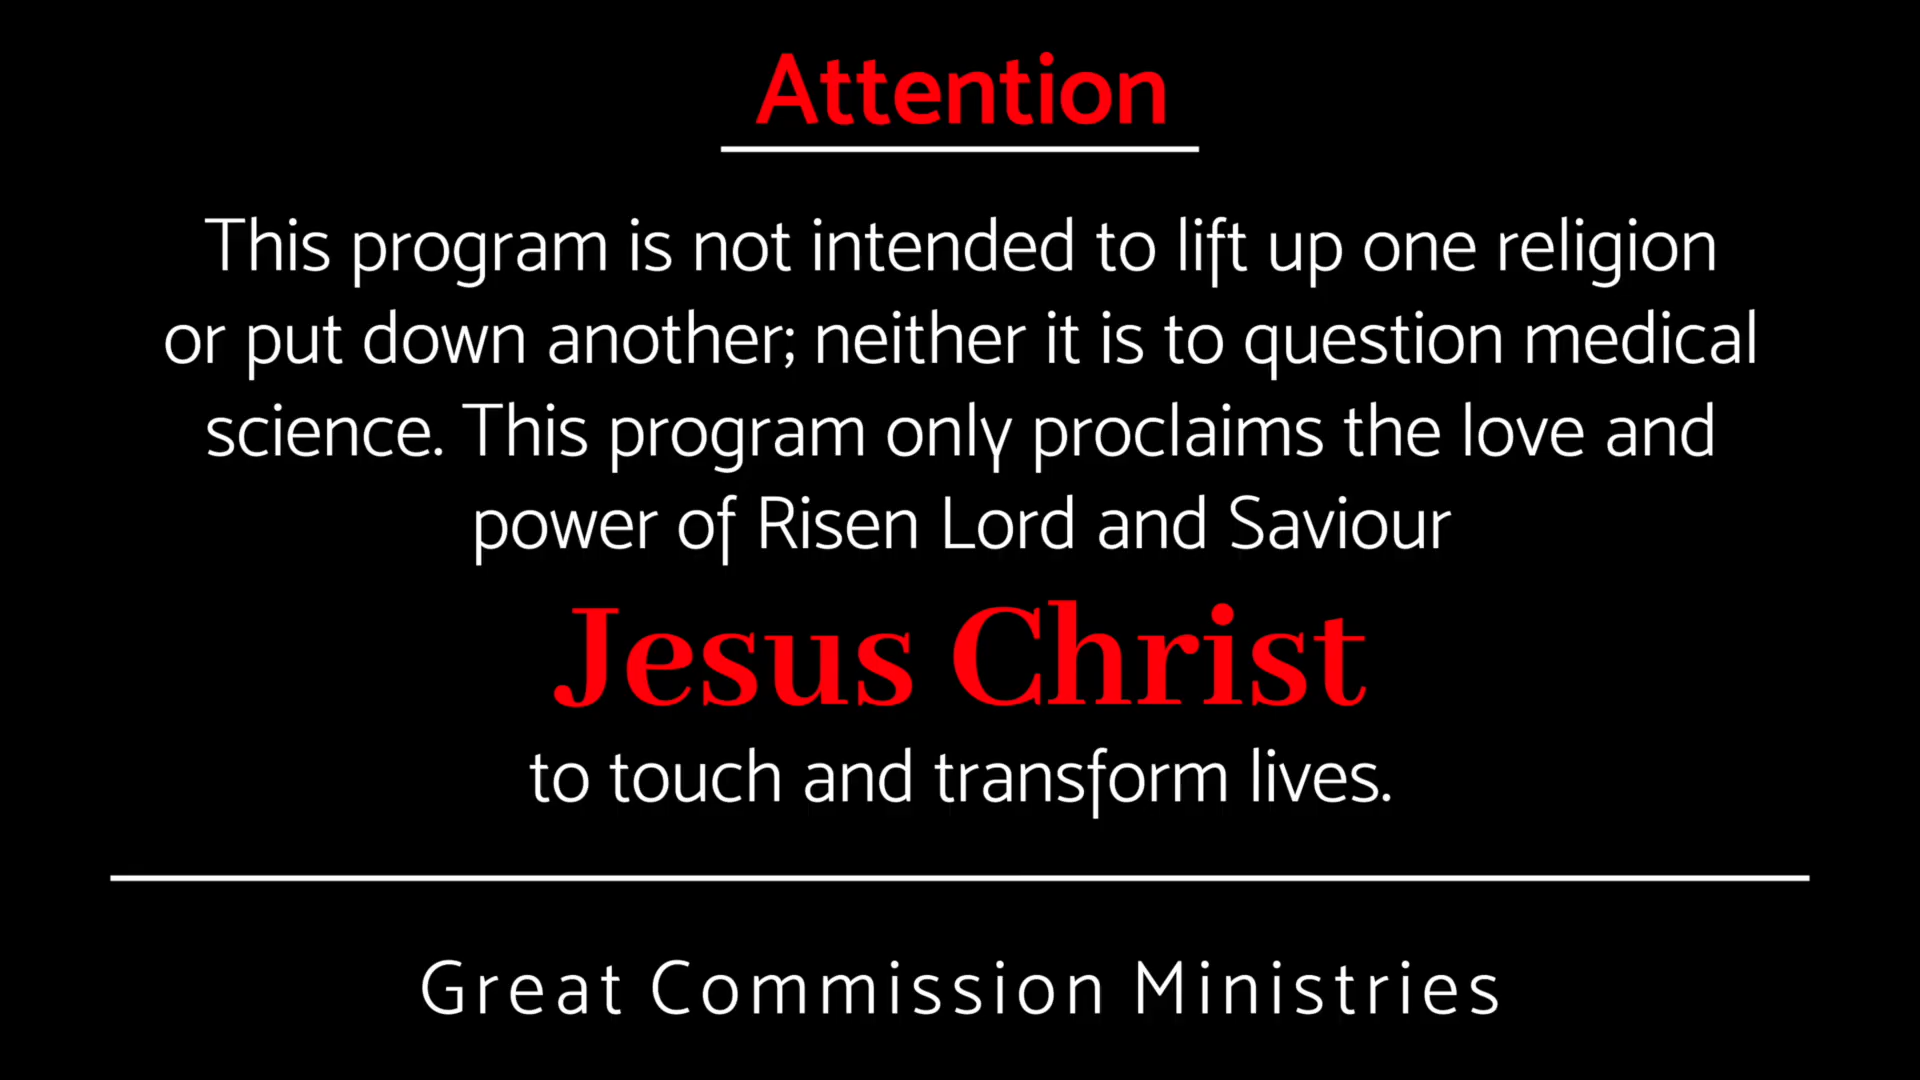 Attention
This program is not intended to lift up one religion
or put down another; neither it is to question medical
science. This program only proclaims the love and
power of Risen Lord and Saviour
Jesus Christ
to touch and transform lives.
Great Commission Ministries